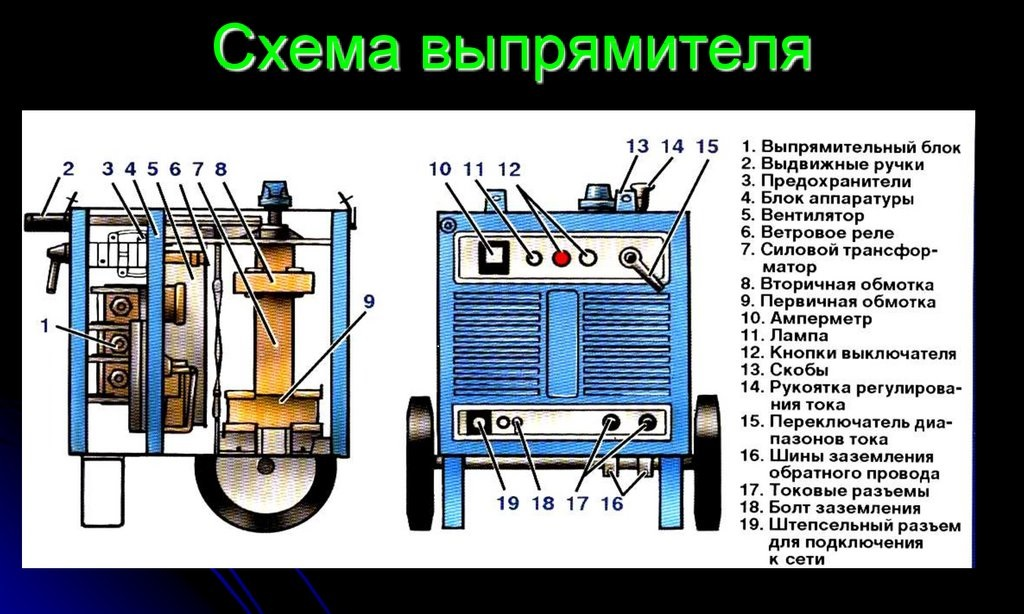 Схема выпрямителя
2 3 4 5 6 7 8
1
9
10 11 12
13 14 15
19 18 17 16
1. Выпрямительный блок
2. Выдвижные ручки
3. Предохранители
4. Блок аппаратуры
5. Вентилятор
6. Ветровое реле
7. Силовой трансфор-
матор
8. Вторичная обмотка
9. Первичная обмотка
10. Амперметр
11. Лампа
12. Кнопки выключателя
13. Скобы
14. Рукоятка регулирова-
ния тока
15. Переключатель диа-
пазонов тока
16. Шины заземления
обратного провода
17. Токовые разъемы
18. Болт заземления
19. Штепсельный разъем
для подключения
к сети